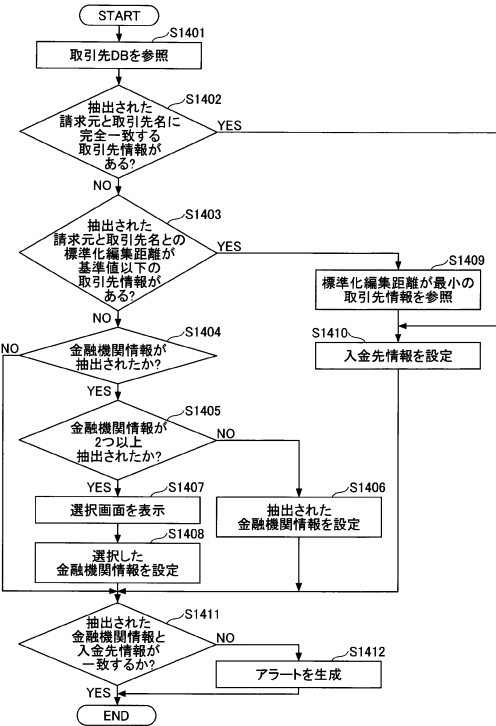 START
S1401
取引先DBを参照
S1402
抽出された
請求元と取引先名に
完全一致する
取引先情報が
ある?
YES
NO
S1403
抽出された
請求元と取引先名との
標準化編集距離が
基準値以下の
取引先情報が
ある?
YES
NO
S1409
標準化編集距離が最小の
取引先情報を参照
S1410
入金先情報を設定
S1404
金融機関情報が
抽出されたか?
NO
YES
S1405
金融機関情報が
2つ以上
抽出されたか?
NO
YES
S1407
選択画面を表示
S1406
抽出された
金融機関情報を設定
S1408
選択した
金融機関情報を設定
S1411
抽出された
金融機関情報と
入金先情報が
一致するか?
NO
YES
S1412
アラートを生成
END